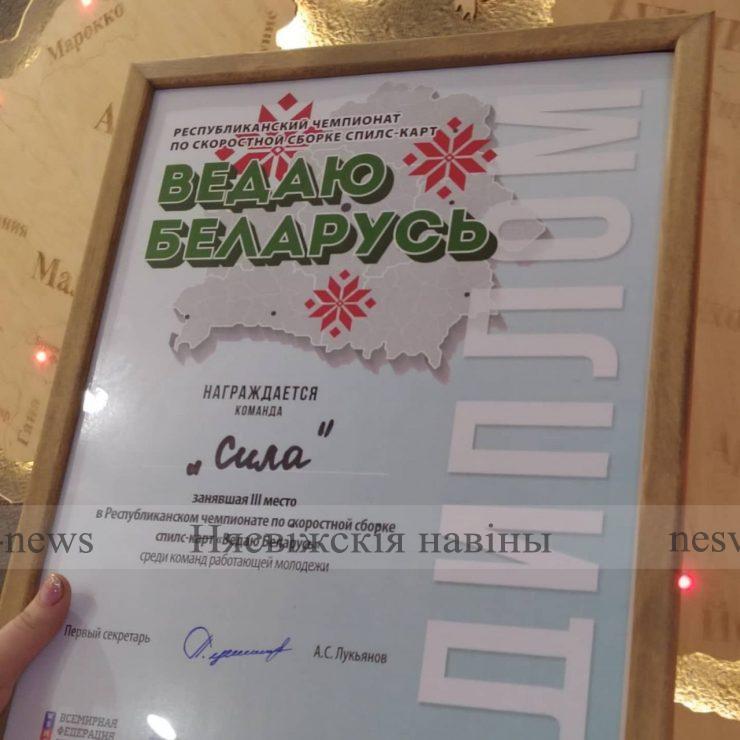 Марокко
РЕСПУБЛИКАНСКИЙ ЧЕМПИОНАТ
ПО СКОРОСТНОЙ СБОРКЕ СПИЛС-КАРТ
ВЕДАЮ
БЕЛАРУСЬ
ДИПЛОМ
НАГРАЖДАЕТСЯ
КОМАНДА
„Сила"
занявшая III место
в Республиканском чемпионате по скоростной сборке
спилс-карт «Ведаю Беларусь»
среди команд работающей молодежи
-news Нясвіжскія навіны nesv
Первый секретарь
А.С. Лукьянов
ВСЕМИРНАЯ
ФЕДЕРАЦИЯ
Гана